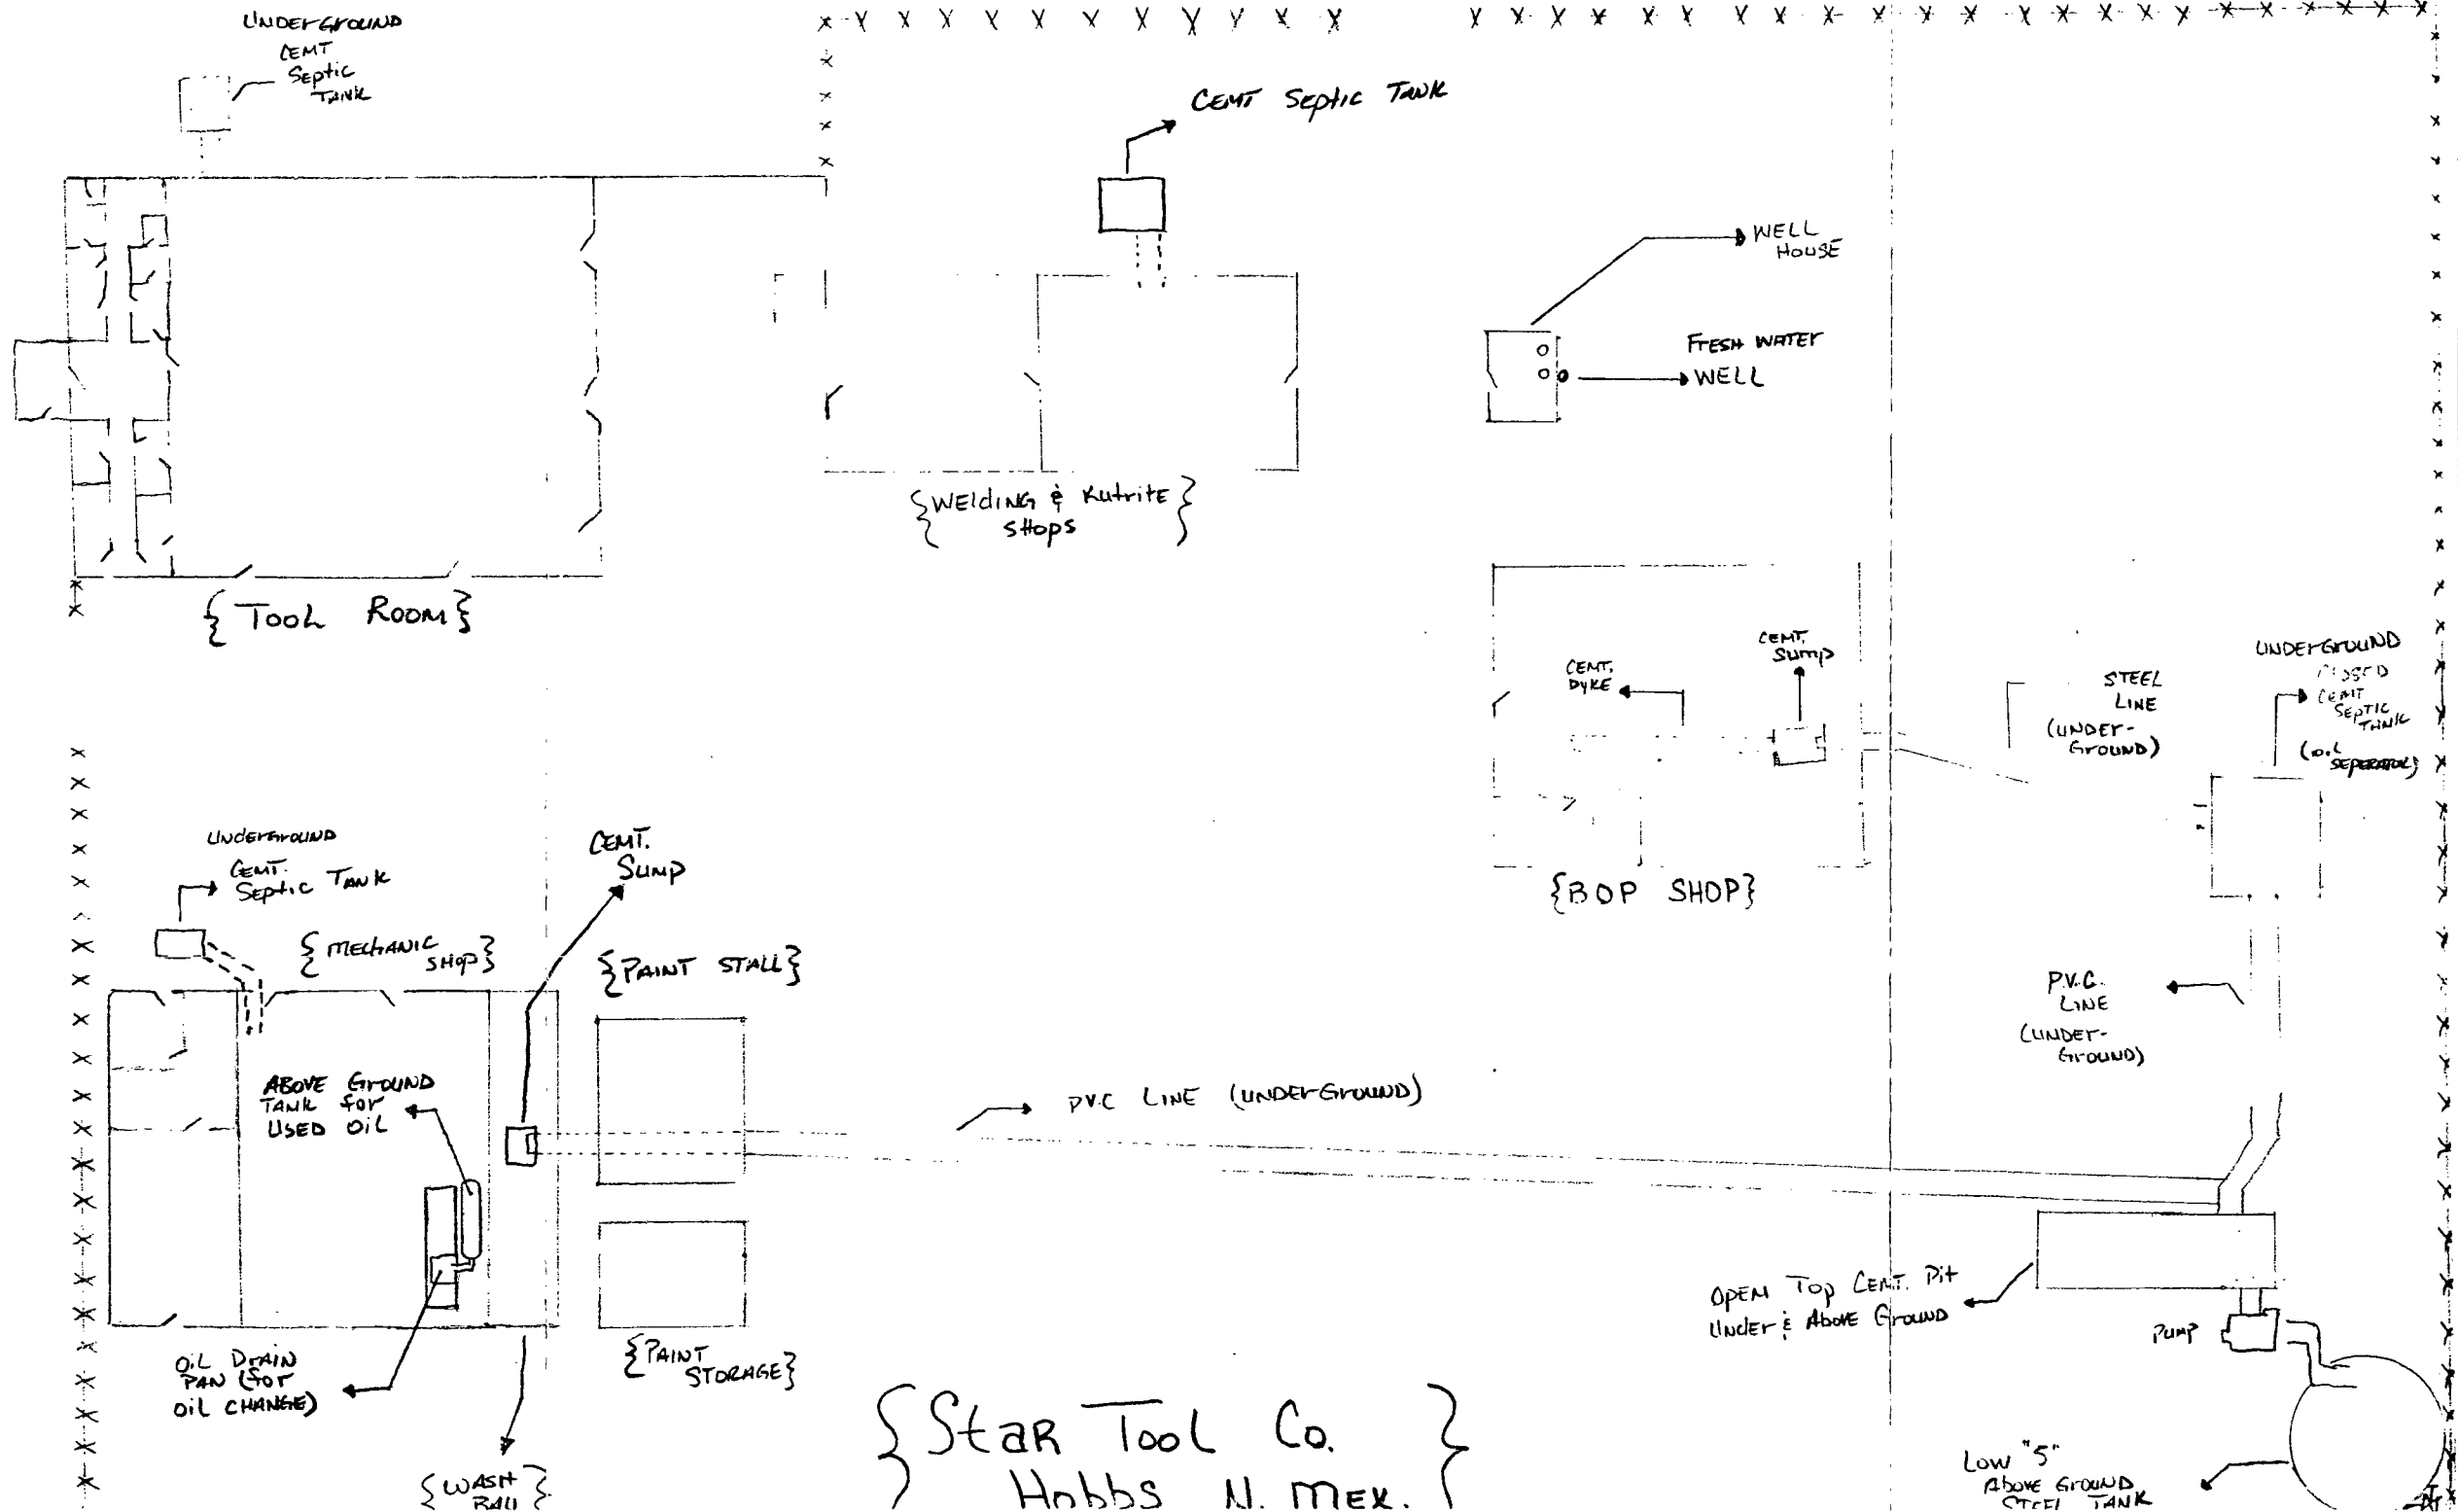 UNDERGROUND
CEMT
Septic
TANK
CEMT Septic TANK
WELL
HOUSE
FRESH WATER
WELL
{WELDING & KUTRITE}
SHOPS
{TOOL ROOM}
CEMT.
Sump
CEMT.
DYKE
STEEL
LINE
(UNDER-
GROUND)
UNDERGROUND
CLOSED
CEMT
SEPTIC
TANK
(OIL
SEPERATOR)
{BOP SHOP}
UNDERGROUND
CEMT.
Septic TANK
CEMT.
Sump
{MECHANIC
SHOP}
{PAINT STALL}
P.V.C.
LINE
(UNDER-
GROUND)
ABOVE GROUND
TANK for
USED OIL
PVC LINE (UNDERGROUND)
OPEN TOP CEMT. Pit
Under & Above Ground
PUMP
OIL DRAIN
PAN (for
OIL CHANGE)
{PAINT
STORAGE}
{WASH
{Star Tool Co.
Hobbs N. Mex.}
Low "5"
Above Ground
STEEL TANK